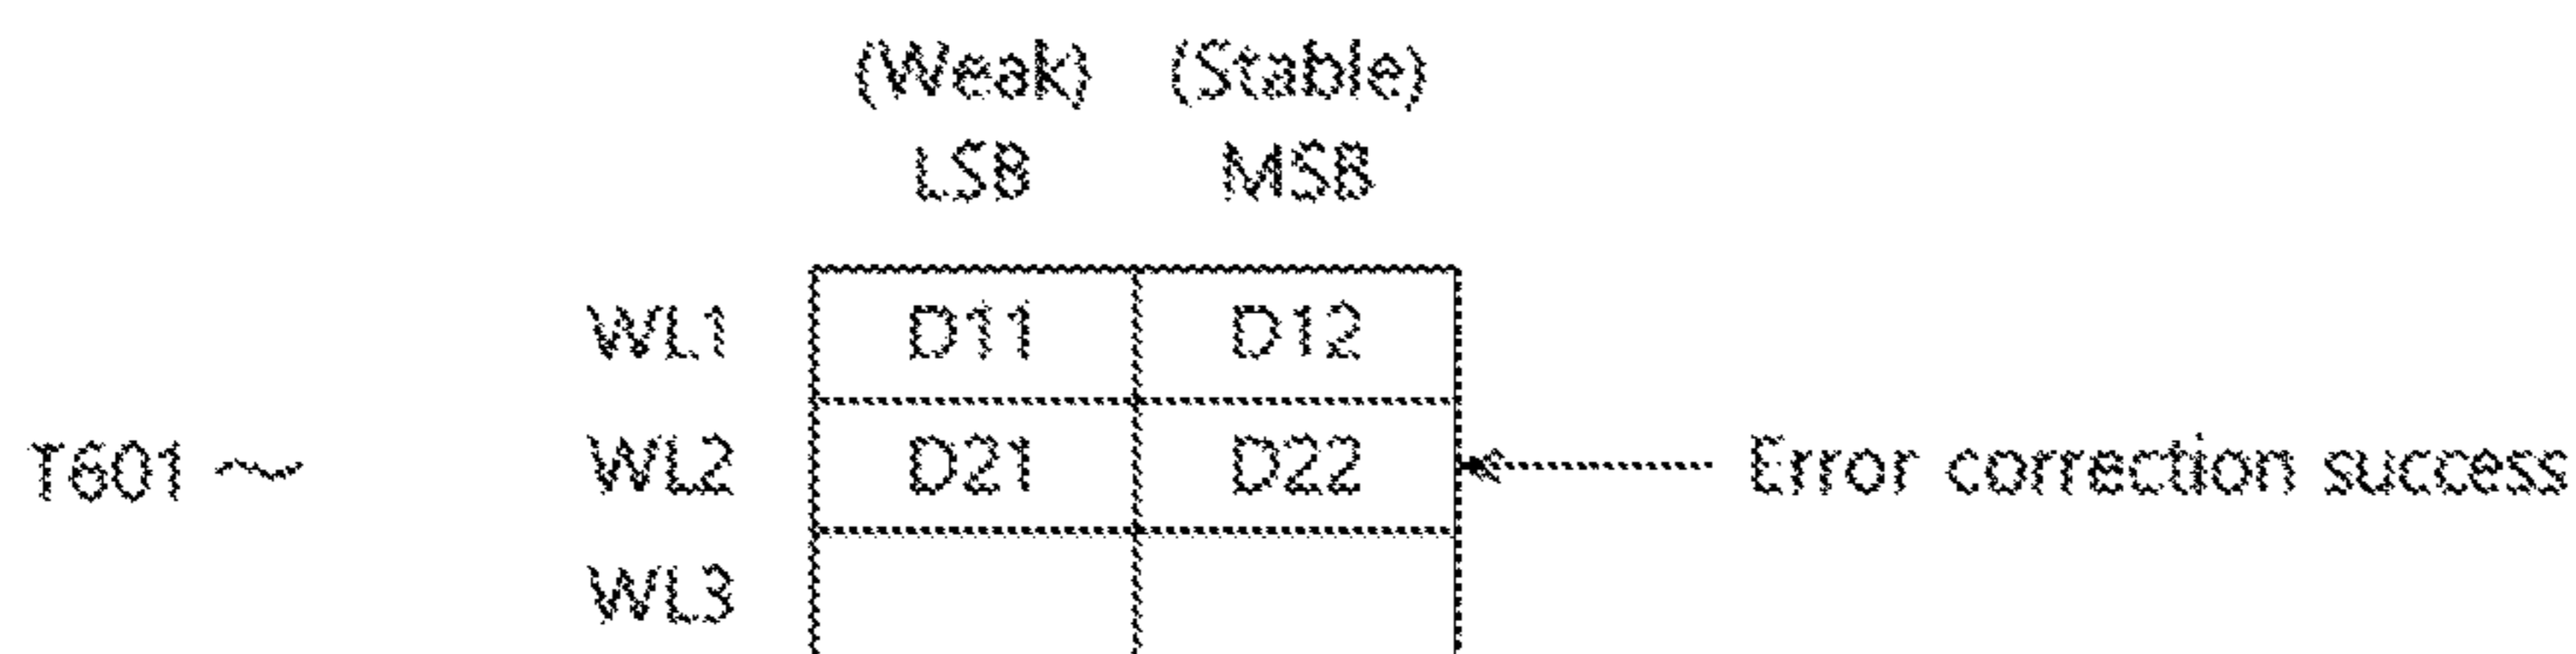 (Weak) (Stable)
LSB MSB
WL1 D11 D12
T601 WL2 D21 D22 Error correction success
WL3